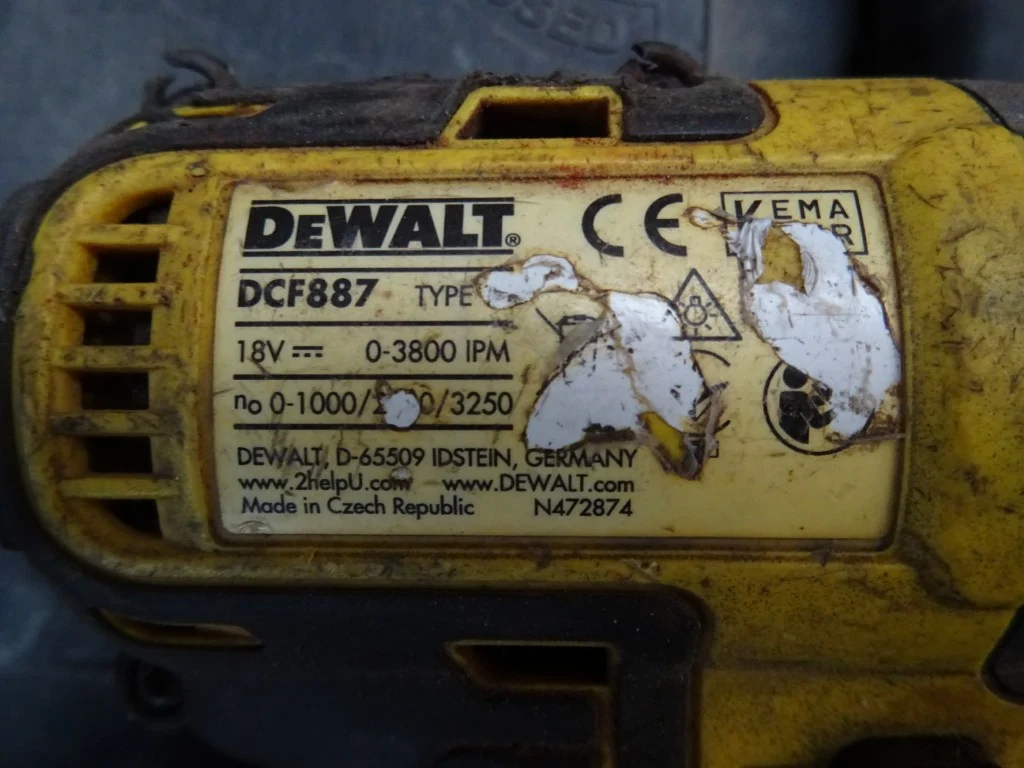 DEWALT®
CE
KEMA
DCF887 TYPE
18V 0-3800 IPM
n₀ 0-1000/ /3250
DEWALT, D-65509 IDSTEIN, GERMANY
www.2helpU.com www.DEWALT.com
Made in Czech Republic N472874